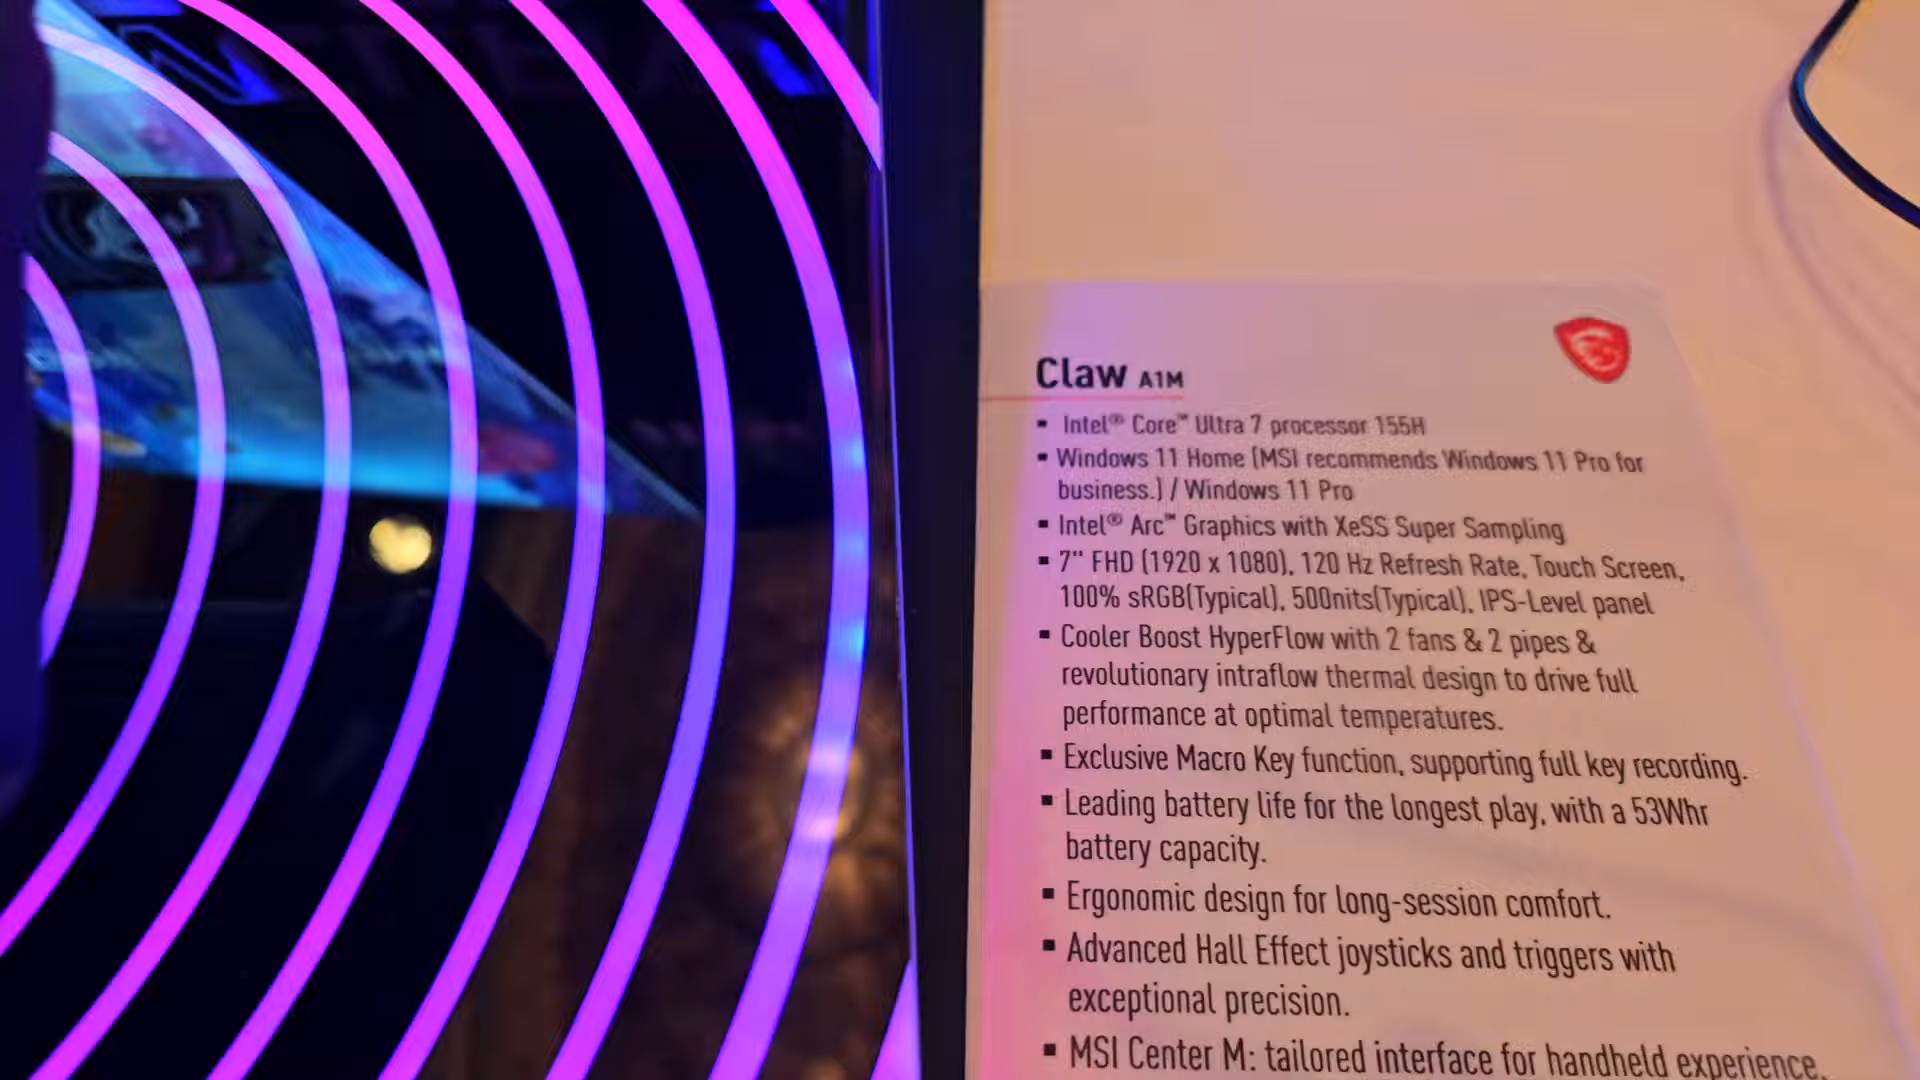 Claw A1M
▪ Intel® Core™ Ultra 7 processor 155H
▪ Windows 11 Home (MSI recommends Windows 11 Pro for
business.) / Windows 11 Pro
▪ Intel® Arc™ Graphics with XeSS Super Sampling
▪ 7" FHD (1920 x 1080), 120 Hz Refresh Rate, Touch Screen,
100% sRGB(Typical), 500nits(Typical), IPS-Level panel
▪ Cooler Boost HyperFlow with 2 fans & 2 pipes &
revolutionary intraflow thermal design to drive full
performance at optimal temperatures.
▪ Exclusive Macro Key function, supporting full key recording.
▪ Leading battery life for the longest play, with a 53Whr
battery capacity.
▪ Ergonomic design for long-session comfort.
▪ Advanced Hall Effect joysticks and triggers with
exceptional precision.
▪ MSI Center M: tailored interface for handheld experience.